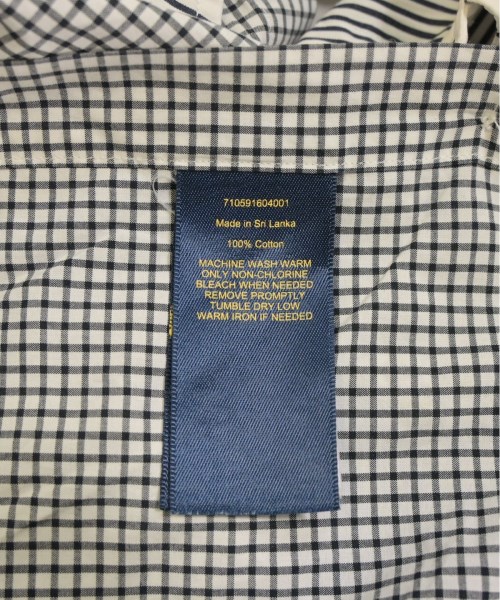 710591604001
Made in Sri Lanka
100% Cotton
MACHINE WASH WARM
ONLY NON-CHLORINE
BLEACH WHEN NEEDED
REMOVE PROMPTLY
TUMBLE DRY LOW
WARM IRON IF NEEDED